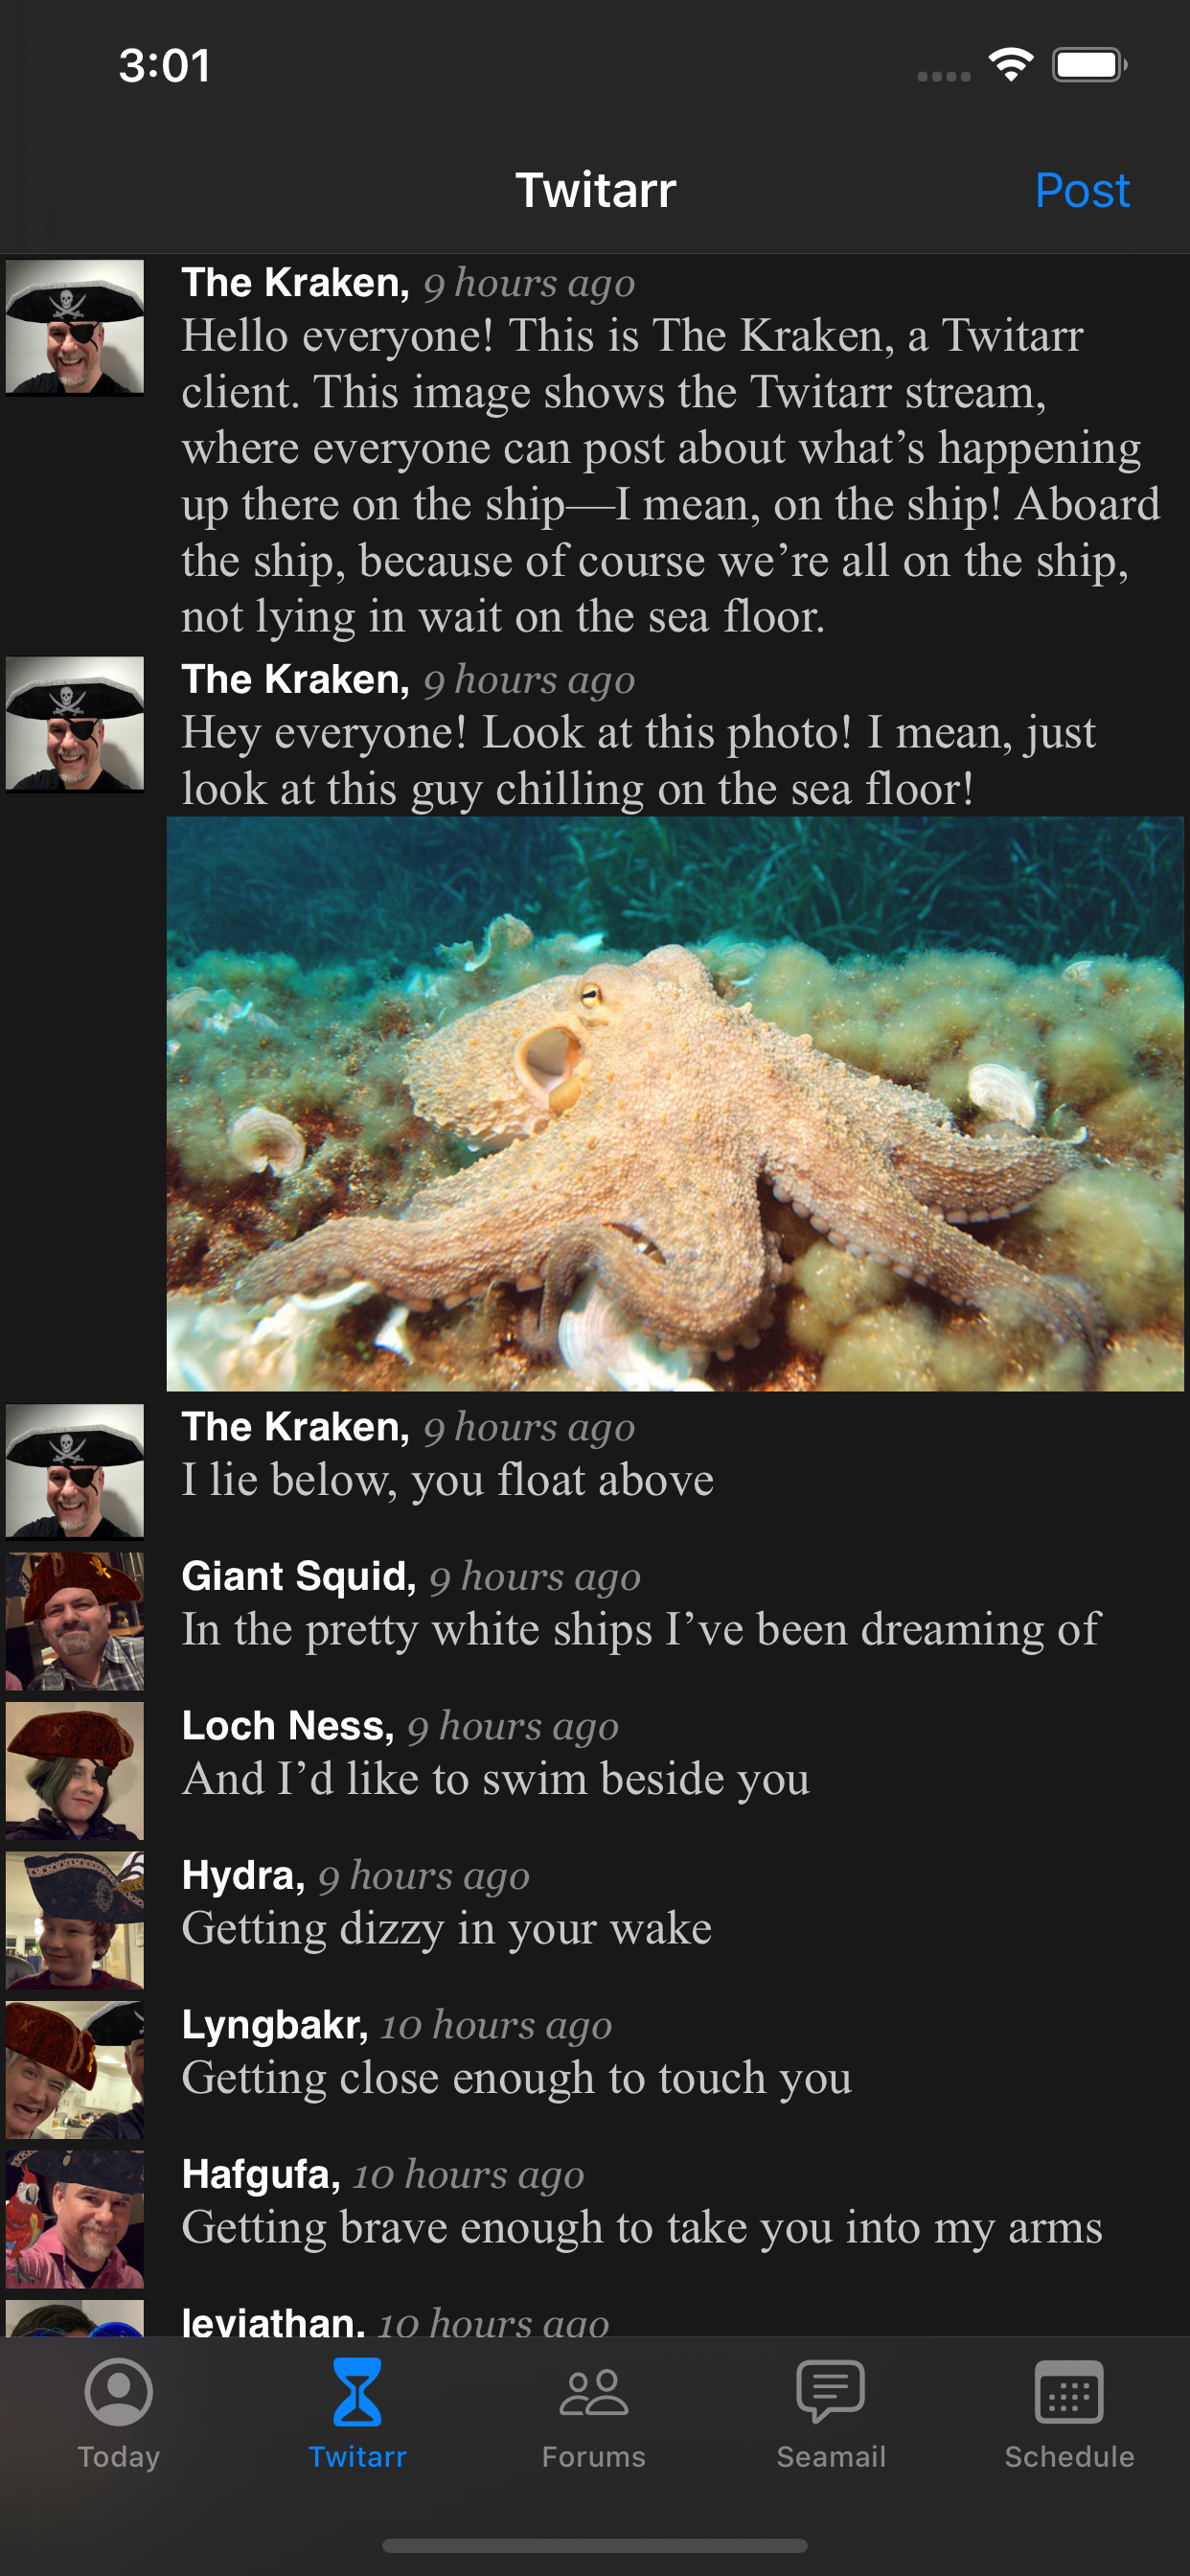 3:01
Twitarr
Post
The Kraken, 9 hours ago
Hello everyone! This is The Kraken, a Twitarr
client. This image shows the Twitarr stream,
where everyone can post about what’s happening
up there on the ship—I mean, on the ship! Aboard
the ship, because of course we’re all on the ship,
not lying in wait on the sea floor.
The Kraken, 9 hours ago
Hey everyone! Look at this photo! I mean, just
look at this guy chilling on the sea floor!
The Kraken, 9 hours ago
I lie below, you float above
Giant Squid, 9 hours ago
In the pretty white ships I’ve been dreaming of
Loch Ness, 9 hours ago
And I’d like to swim beside you
Hydra, 9 hours ago
Getting dizzy in your wake
Lyngbakr, 10 hours ago
Getting close enough to touch you
Hafgufa, 10 hours ago
Getting brave enough to take you into my arms
leviathan, 10 hours ago
Today
Twitarr
Forums
Seamail
Schedule